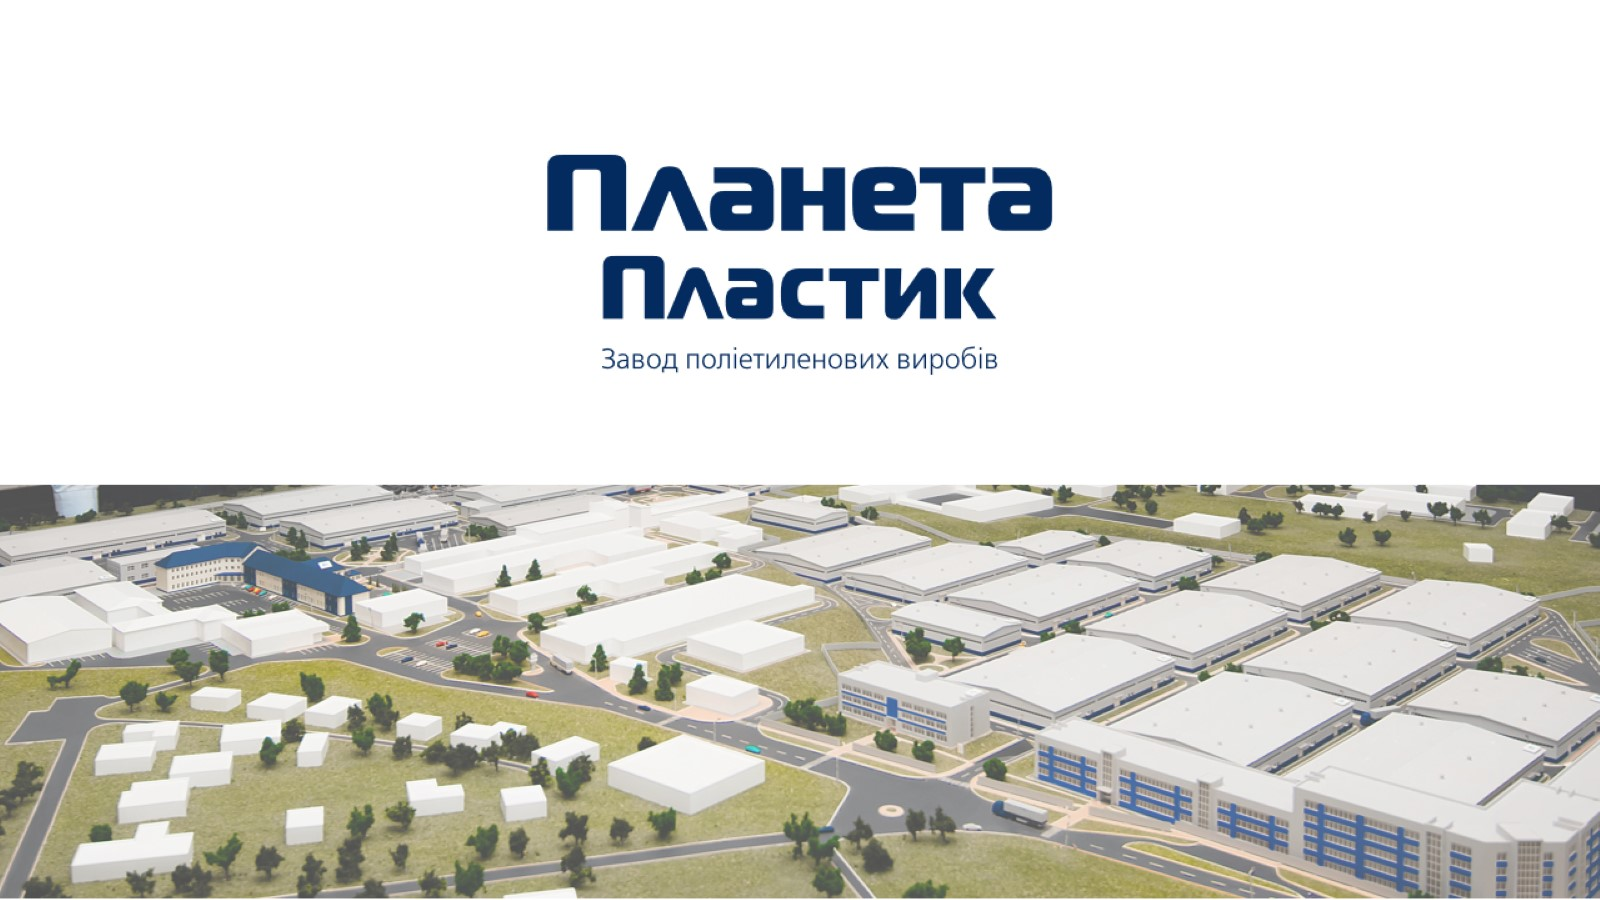 Планета
Пластик
Завод поліетиленових виробів